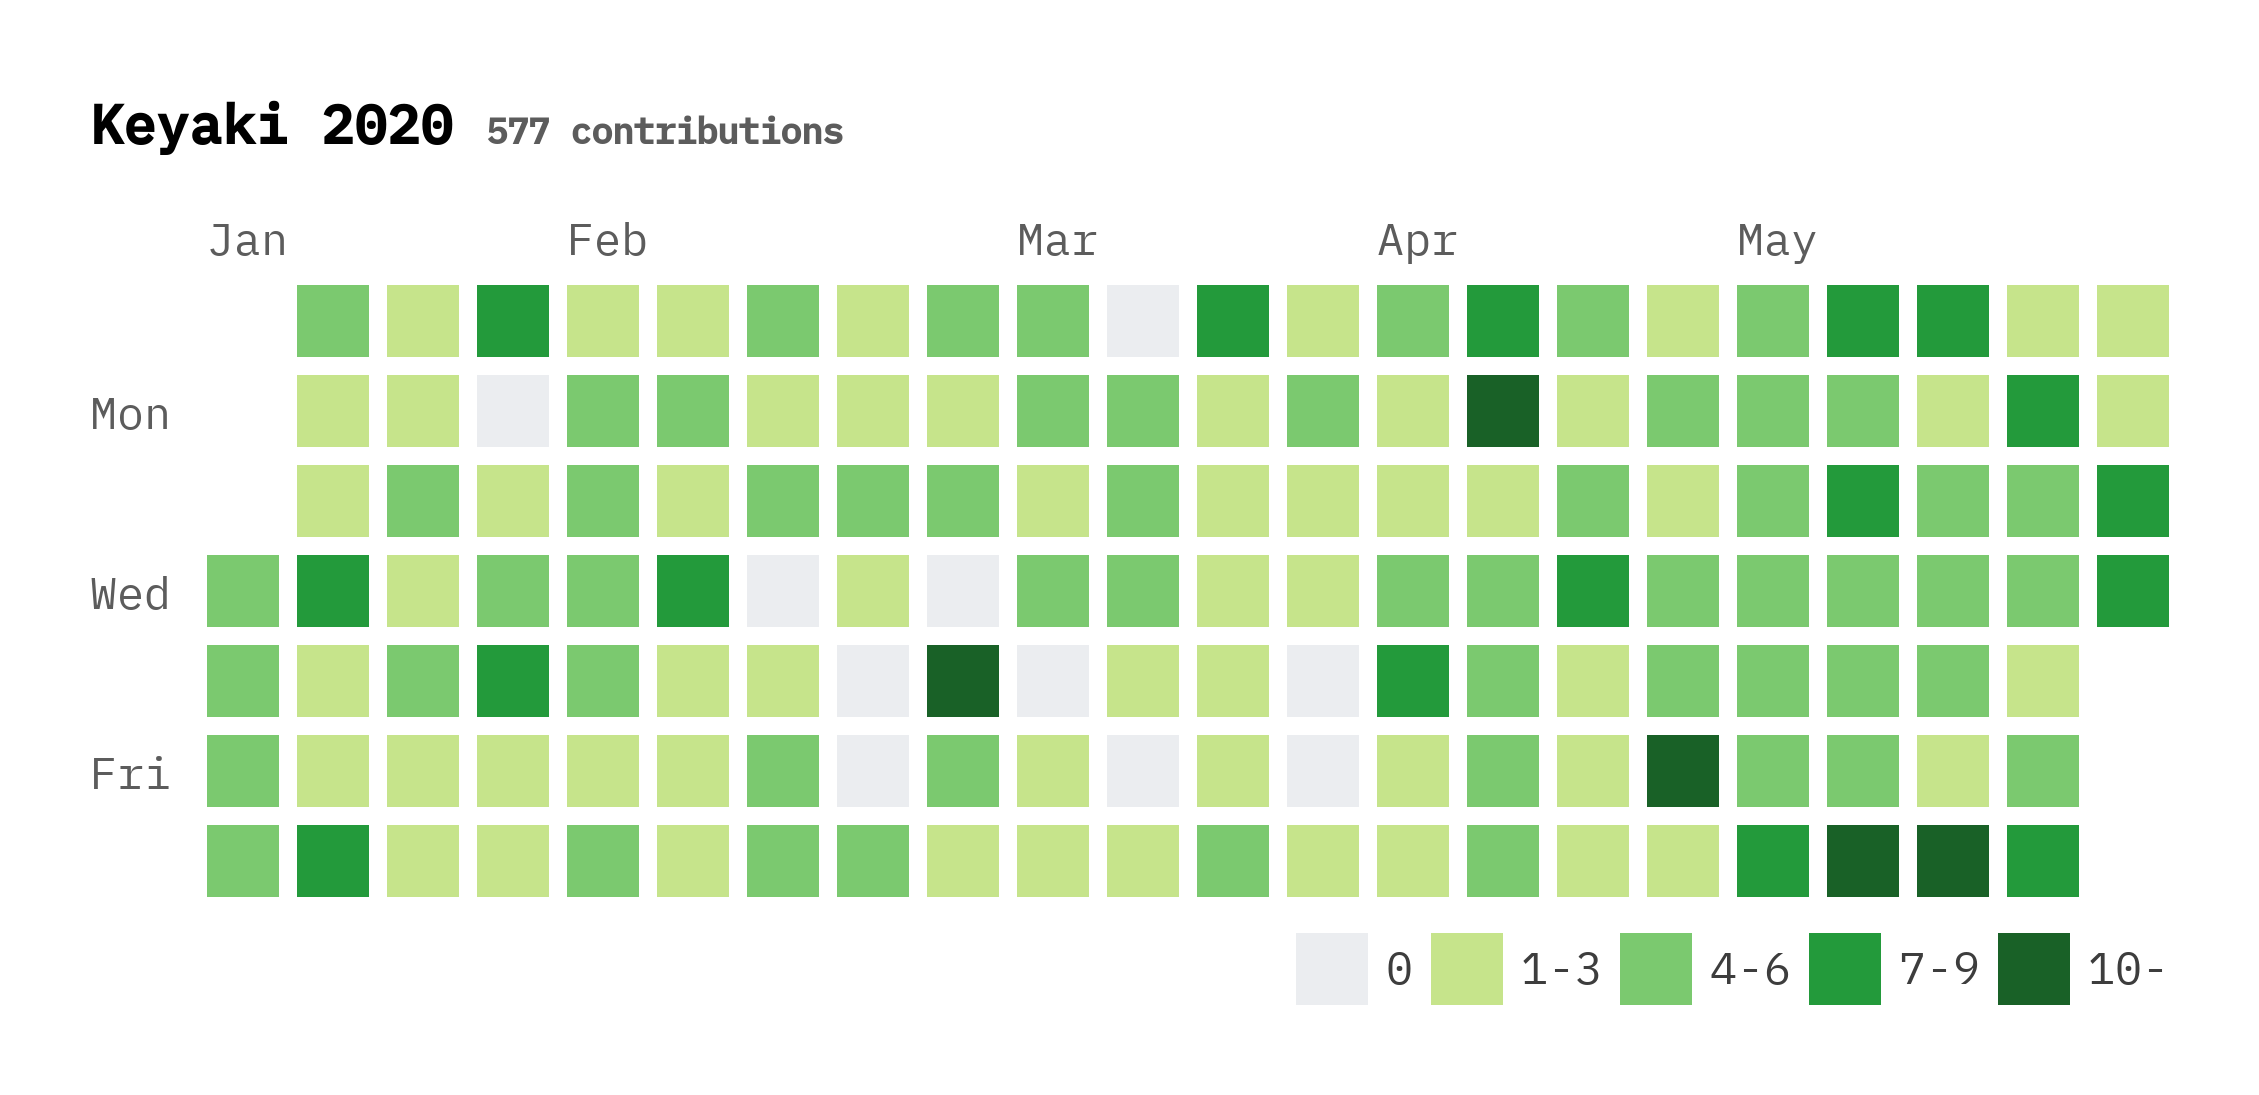 Keyaki 2020 577 contributions
Jan Feb Mar Apr May
Mon
Wed
Fri
0 1-3 4-6 7-9 10-